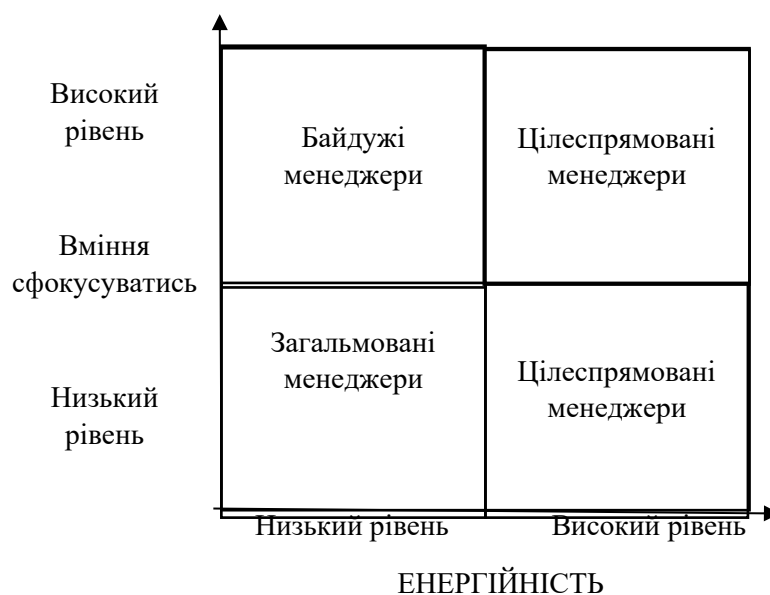 Високий
рівень
Байдужі
менеджери
Цілеспрямовані
менеджери
Вміння
сфокусуватись
Загальмовані
менеджери
Цілеспрямовані
менеджери
Низький
рівень
Низький рівень
Високий рівень
ЕНЕРГІЙНІСТЬ